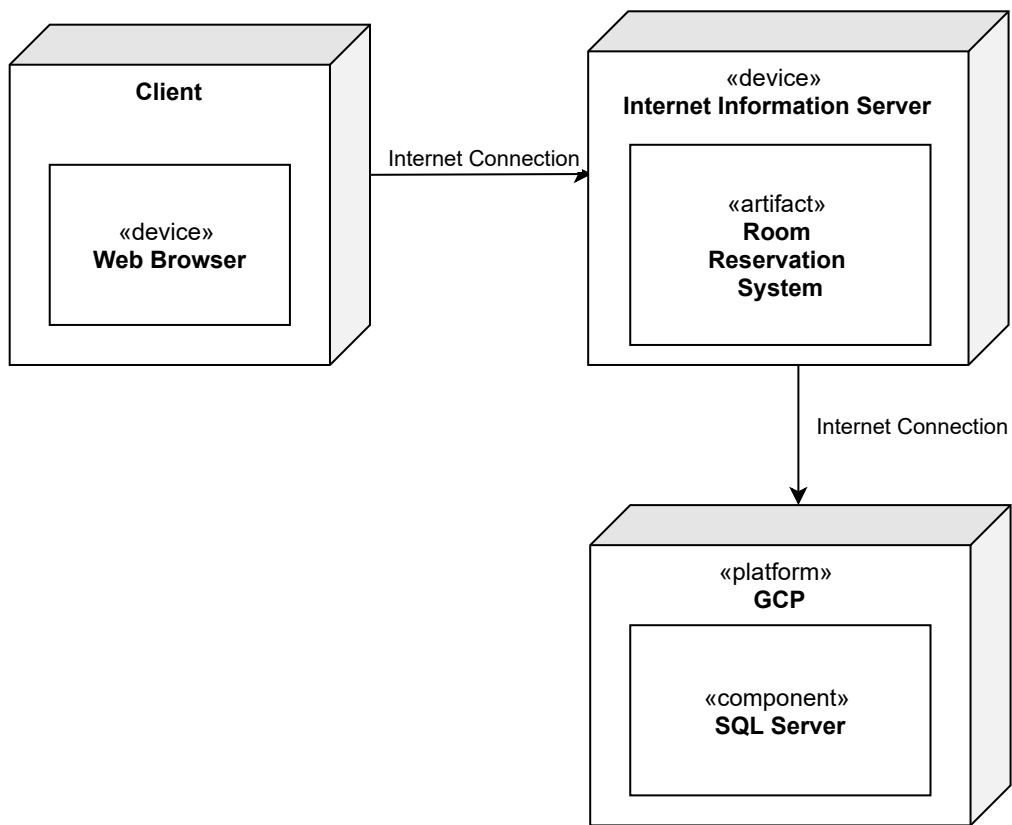 Client
«device»
Web Browser
Internet Connection
«device»
Internet Information Server
«artifact»
Room
Reservation
System
Internet Connection
«platform»
GCP
«component»
SQL Server